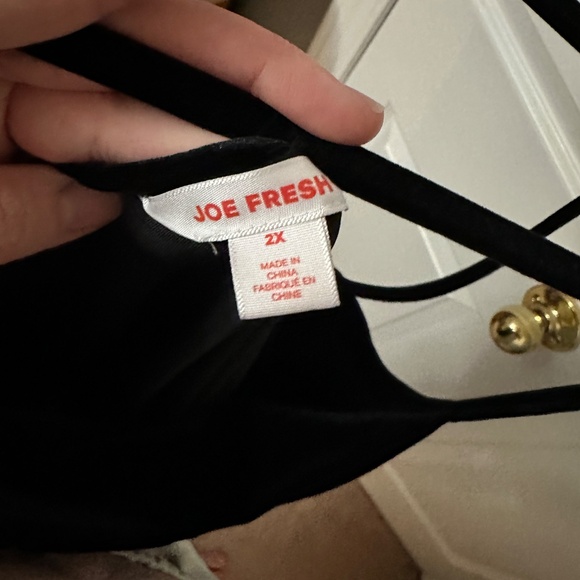 JOE FRESH
2X
MADE IN
CHINA
FABRIQUÉ EN
CHINE